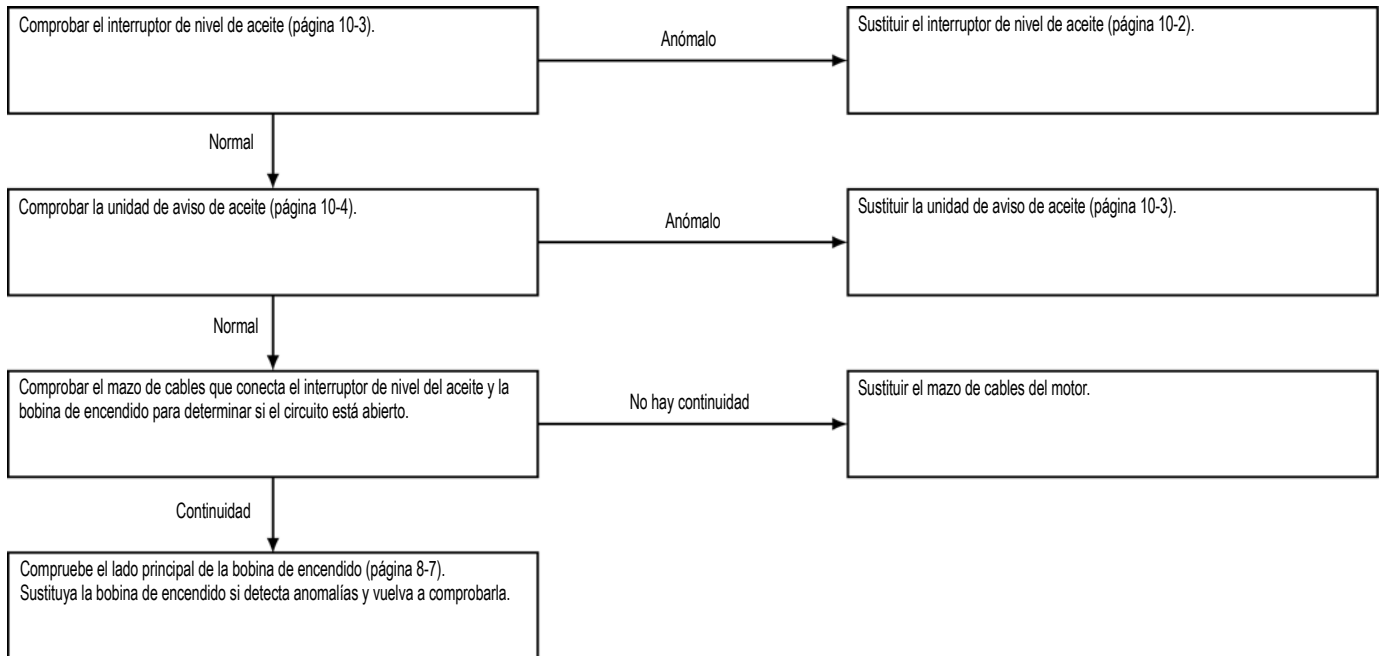 Comprobar el interruptor de nivel de aceite (página 10-3).
Anómalo
Sustituir el interruptor de nivel de aceite (página 10-2).
Normal
Comprobar la unidad de aviso de aceite (página 10-4).
Anómalo
Sustituir la unidad de aviso de aceite (página 10-3).
Normal
Comprobar el mazo de cables que conecta el interruptor de nivel del aceite y la
bobina de encendido para determinar si el circuito está abierto.
No hay continuidad
Sustituir el mazo de cables del motor.
Continuidad
Compruebe el lado principal de la bobina de encendido (página 8-7).
Sustituya la bobina de encendido si detecta anomalías y vuelva a comprobarla.